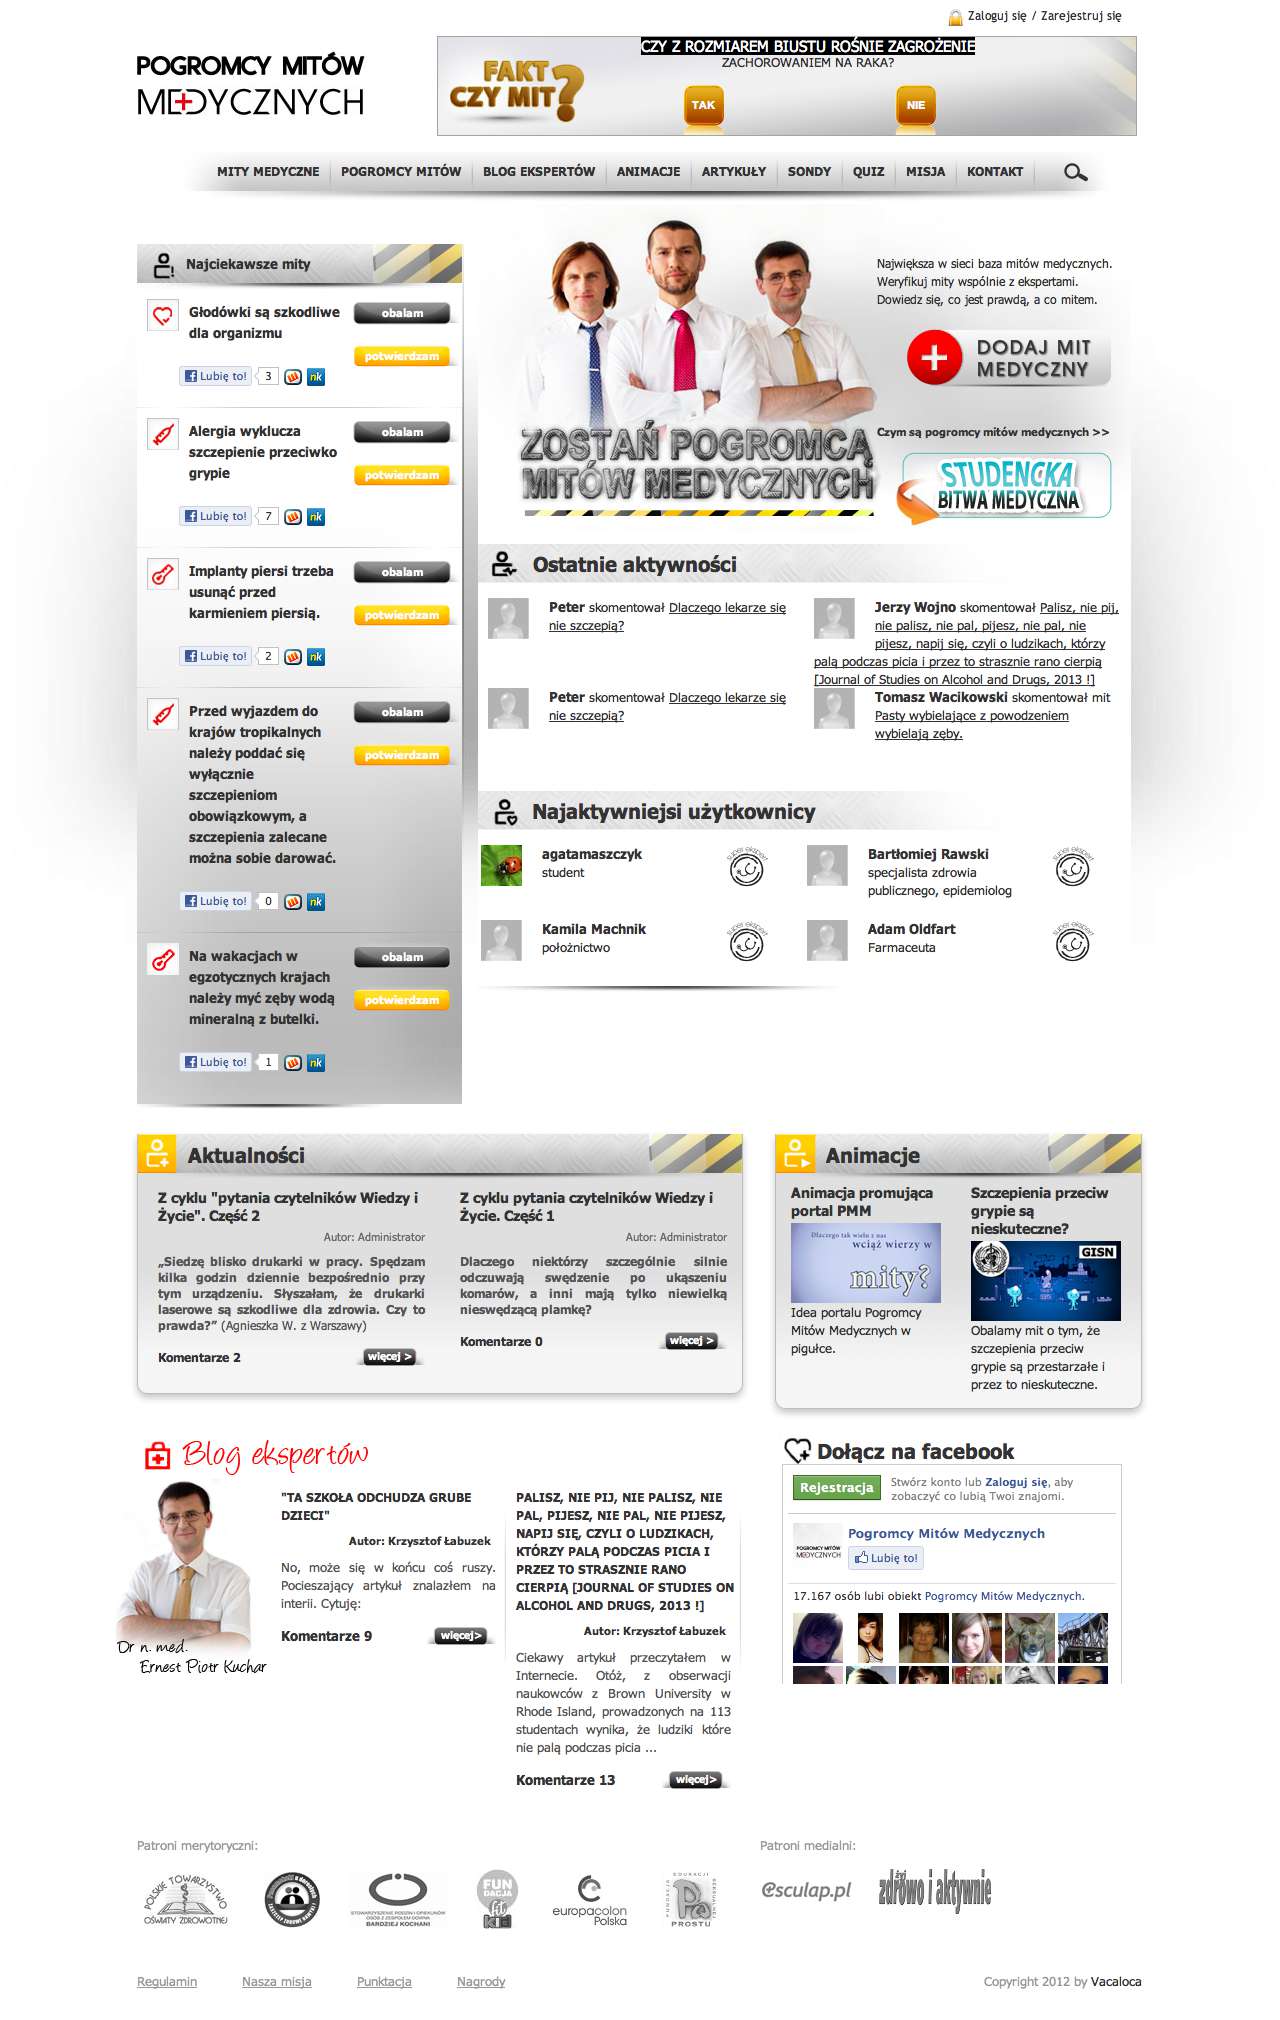 Zaloguj się / Zarejestruj się
POGROMCY MITÓW
MEDYCZNYCH
FAKT
CZY MIT?
CZY Z ROZMIAREM BIUSTU ROŚNIE ZAGROŻENIE
ZACHOROWANIEM NA RAKA?
TAK
NIE
MITY MEDYCZNE
POGROMCY MITÓW
BLOG EKSPERTÓW
ANIMACJE
ARTYKUŁY
SONDY
QUIZ
MISJA
KONTAKT
Najciekawsze mity
Głodówki są szkodliwe
dla organizmu
obalam
potwierdzam
Lubię to! 3 nk
Alergia wyklucza
szczepienie przeciwko
grypie
obalam
potwierdzam
Lubię to! 7 nk
Implanty piersi trzeba
usunąć przed
karmieniem piersią.
obalam
potwierdzam
Lubię to! 2 nk
Przed wyjazdem do
krajów tropikalnych
należy poddać się
wyłącznie
szczepieniom
obowiązkowym, a
szczepienia zalecane
można sobie darować.
obalam
potwierdzam
Lubię to! 0 nk
Na wakacjach w
egzotycznych krajach
należy myć zęby wodą
mineralną z butelki.
obalam
potwierdzam
Lubię to! 1 nk
ZOSTAŃ POGROMCĄ
MITÓW MEDYCZNYCH
Największa w sieci baza mitów medycznych.
Weryfikuj mity wspólnie z ekspertami.
Dowiedz się, co jest prawdą, a co mitem.
DODAJ MIT
MEDYCZNY
Czym są pogromcy mitów medycznych >>
STUDENCKA
BITWA MEDYCZNA
Ostatnie aktywności
Peter skomentował Dlaczego lekarze się
nie szczepią?
Jerzy Wojno skomentował Palisz, nie pij,
nie palisz, nie pal, pijesz, nie pal, nie
pijesz, napij się, czyli o ludzikach, którzy
palą podczas picia i przez to strasznie rano cierpią
[Journal of Studies on Alcohol and Drugs, 2013 !]
Peter skomentował Dlaczego lekarze się
nie szczepią?
Tomasz Wacikowski skomentował mit
Pasty wybielające z powodzeniem
wybielają zęby.
Najaktywniejsi użytkownicy
agatamaszczyk
student
super ekspert
Bartłomiej Rawski
specjalista zdrowia
publicznego, epidemiolog
super ekspert
Kamila Machnik
położnictwo
super ekspert
Adam Oldfart
Farmaceuta
super ekspert
Aktualności
Z cyklu "pytania czytelników Wiedzy i
Życie". Część 2
Autor: Administrator
„Siedzę blisko drukarki w pracy. Spędzam
kilka godzin dziennie bezpośrednio przy
tym urządzeniu. Słyszałam, że drukarki
laserowe są szkodliwe dla zdrowia. Czy to
prawda?” (Agnieszka W. z Warszawy)
Komentarze 2
więcej >
Z cyklu pytania czytelników Wiedzy i
Życie. Część 1
Autor: Administrator
Dlaczego niektórzy szczególnie silnie
odczuwają swędzenie po ukąszeniu
komarów, a inni mają tylko niewielką
nieswędzącą plamkę?
Komentarze 0
więcej >
Animacje
Animacja promująca
portal PMM
Dlaczego tak wielu z nas
wciąż wierzy w
mity?
Idea portalu Pogromcy
Mitów Medycznych w
pigułce.
Szczepienia przeciw
grypie są
nieskuteczne?
GISN
Obalamy mit o tym, że
szczepienia przeciw
grypie są przestarzałe i
przez to nieskuteczne.
Blog ekspertów
Dr n. med.
Ernest Piotr Kuchar
"TA SZKOŁA ODCHUDZA GRUBE
DZIECI"
Autor: Krzysztof Łabuzek
No, może się w końcu coś ruszy.
Pocieszający artykuł znalazłem na
interii. Cytuję:
Komentarze 9
więcej>
PALISZ, NIE PIJ, NIE PALISZ, NIE
PAL, PIJESZ, NIE PAL, NIE PIJESZ,
NAPIJ SIĘ, CZYLI O LUDZIKACH,
KTÓRZY PALĄ PODCZAS PICIA I
PRZEZ TO STRASZNIE RANO
CIERPIĄ [JOURNAL OF STUDIES ON
ALCOHOL AND DRUGS, 2013 !]
Autor: Krzysztof Łabuzek
Ciekawy artykuł przeczytałem w
Internecie. Otóż, z obserwacji
naukowców z Brown University w
Rhode Island, prowadzonych na 113
studentach wynika, że ludziki które
nie palą podczas picia ...
Komentarze 13
więcej>
Dołącz na facebook
Rejestracja
Stwórz konto lub Zaloguj się, aby
zobaczyć co lubią Twoi znajomi.
POGROMCY MITÓW
MEDYCZNYCH
Pogromcy Mitów Medycznych
Lubię to!
17.167 osób lubi obiekt Pogromcy Mitów Medycznych.
Patroni merytoryczni:
POLSKIE TOWARZYSTWO
OŚWIATY ZDROWOTNEJ
STOWARZYSZENIE RODZIN I OPIEKUNÓW
OSÓB Z ZESPOŁEM DOWNA
BARDZIEJ KOCHANI
FUN
DACJA
fit
KID
europacolon
Polska
FUNDACJA
EDUKACJI
PROSTU
Patroni medialni:
esculap.pl
żyj
zdrowo i aktywnie
Regulamin
Nasza misja
Punktacja
Nagrody
Copyright 2012 by Vacaloca